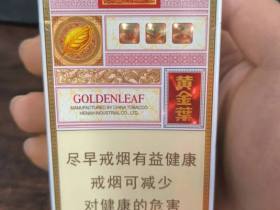 GOLDENLEAF
MANUFACTURED BY CHINA TOBACCO
HENAN INDUSTRIAL CO., LTD.
黄金葉
尽早戒烟有益健康
戒烟可减少
对健康的危害